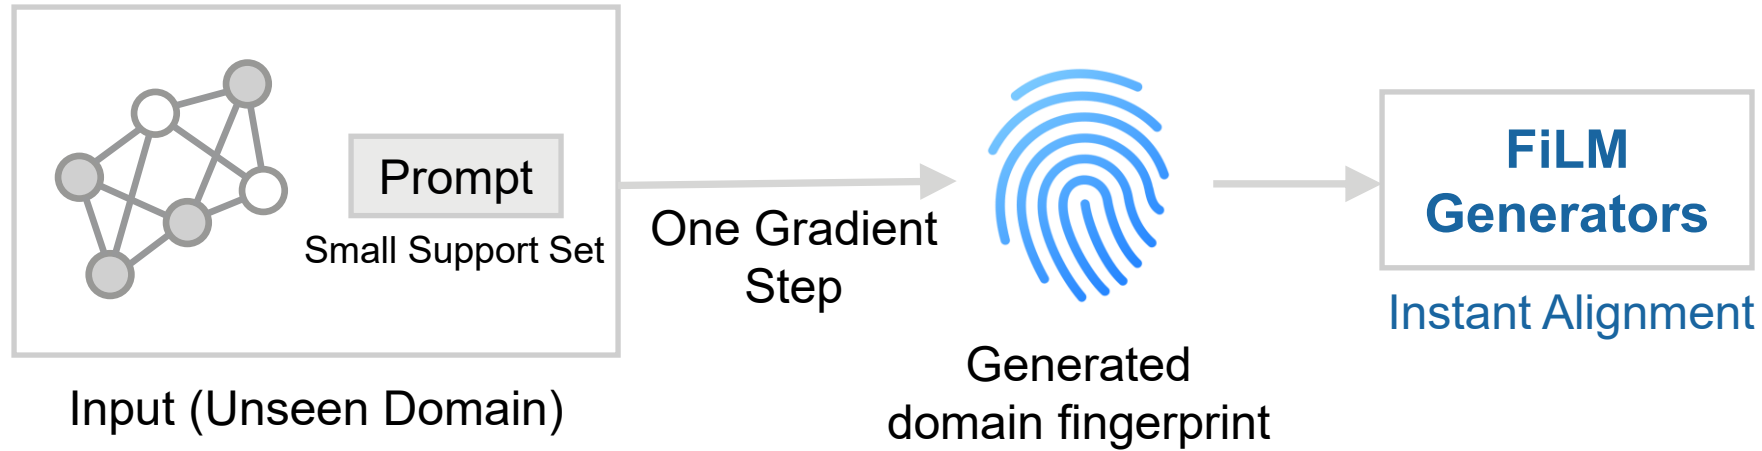 Prompt
Small Support Set
Input (Unseen Domain)
One Gradient
Step
Generated
domain fingerprint
FiLM
Generators
Instant Alignment